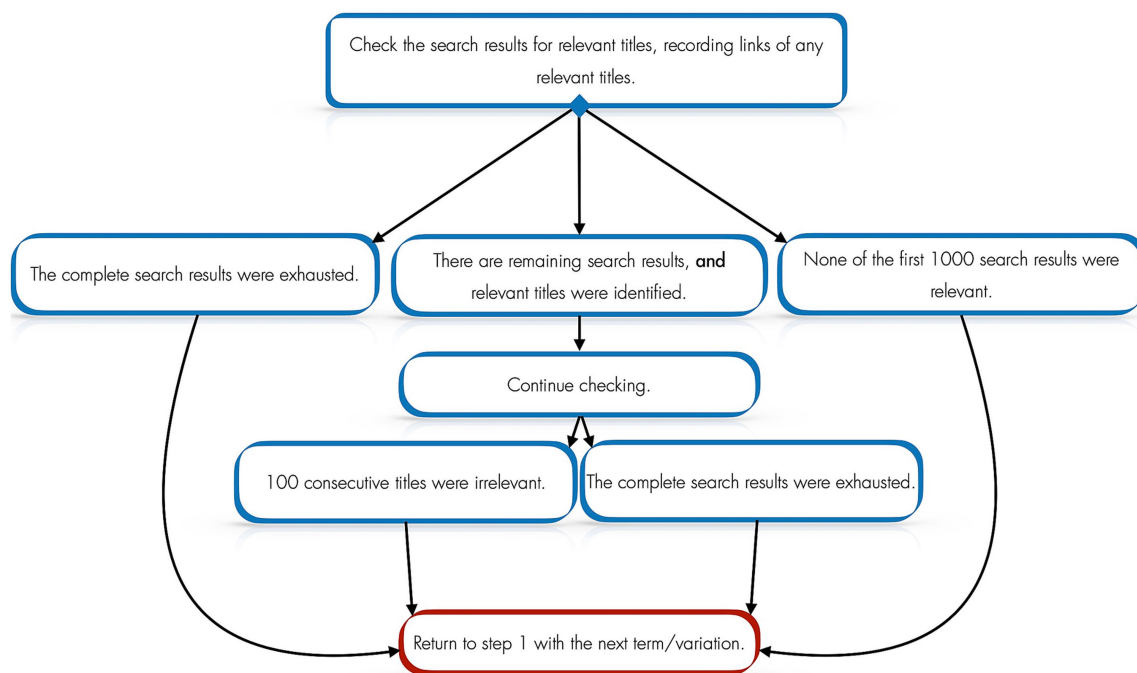 Check the search results for relevant titles, recording links of any
relevant titles.
The complete search results were exhausted.
There are remaining search results, and
relevant titles were identified.
None of the first 1000 search results were
relevant.
Continue checking.
100 consecutive titles were irrelevant.
The complete search results were exhausted.
Return to step 1 with the next term/variation.